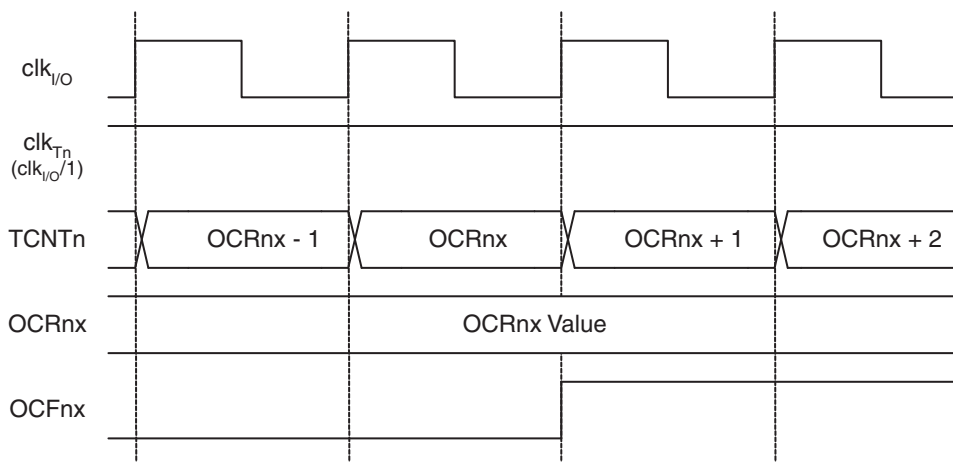 clkI/O
clkTn
(clkI/O/1)
TCNTn
OCRnx - 1
OCRnx
OCRnx + 1
OCRnx + 2
OCRnx
OCRnx Value
OCFnx